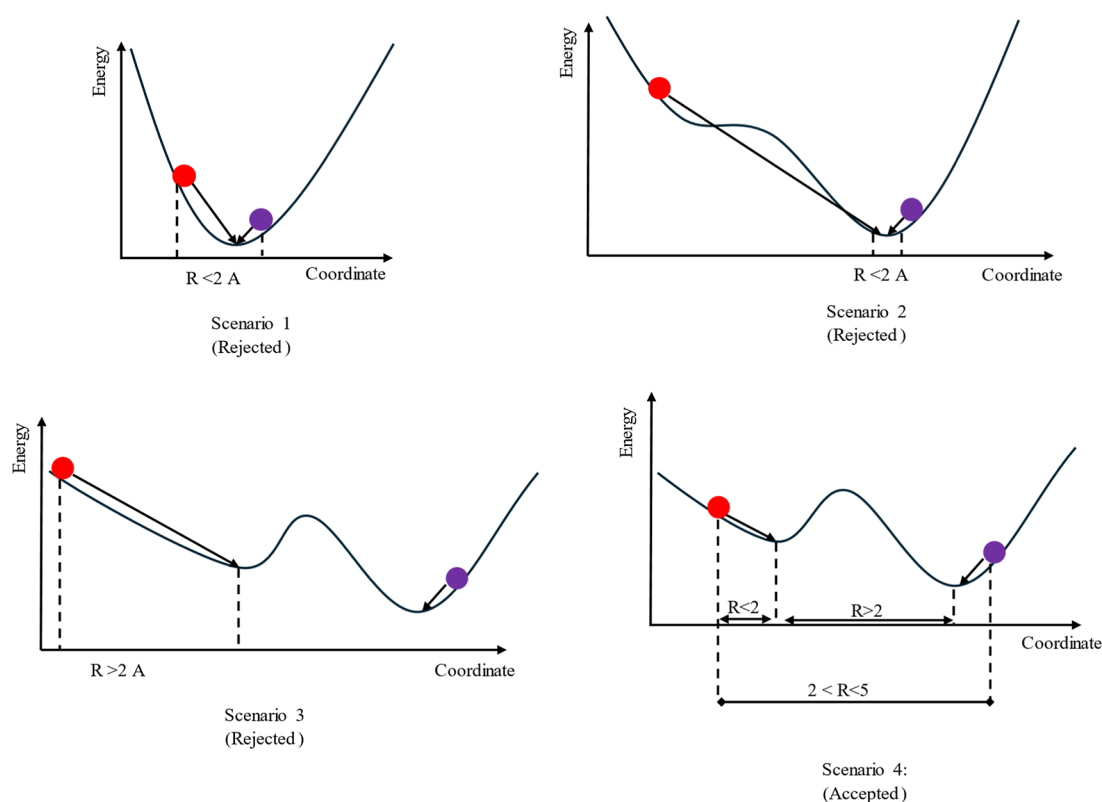 Energy
Coordinate
R <2 A
Scenario 1
(Rejected )
Energy
Coordinate
R <2 A
Scenario 2
(Rejected )
Energy
Coordinate
R >2 A
Scenario 3
(Rejected )
Energy
R<2
R>2
Coordinate
2 < R<5
Scenario 4:
(Accepted )